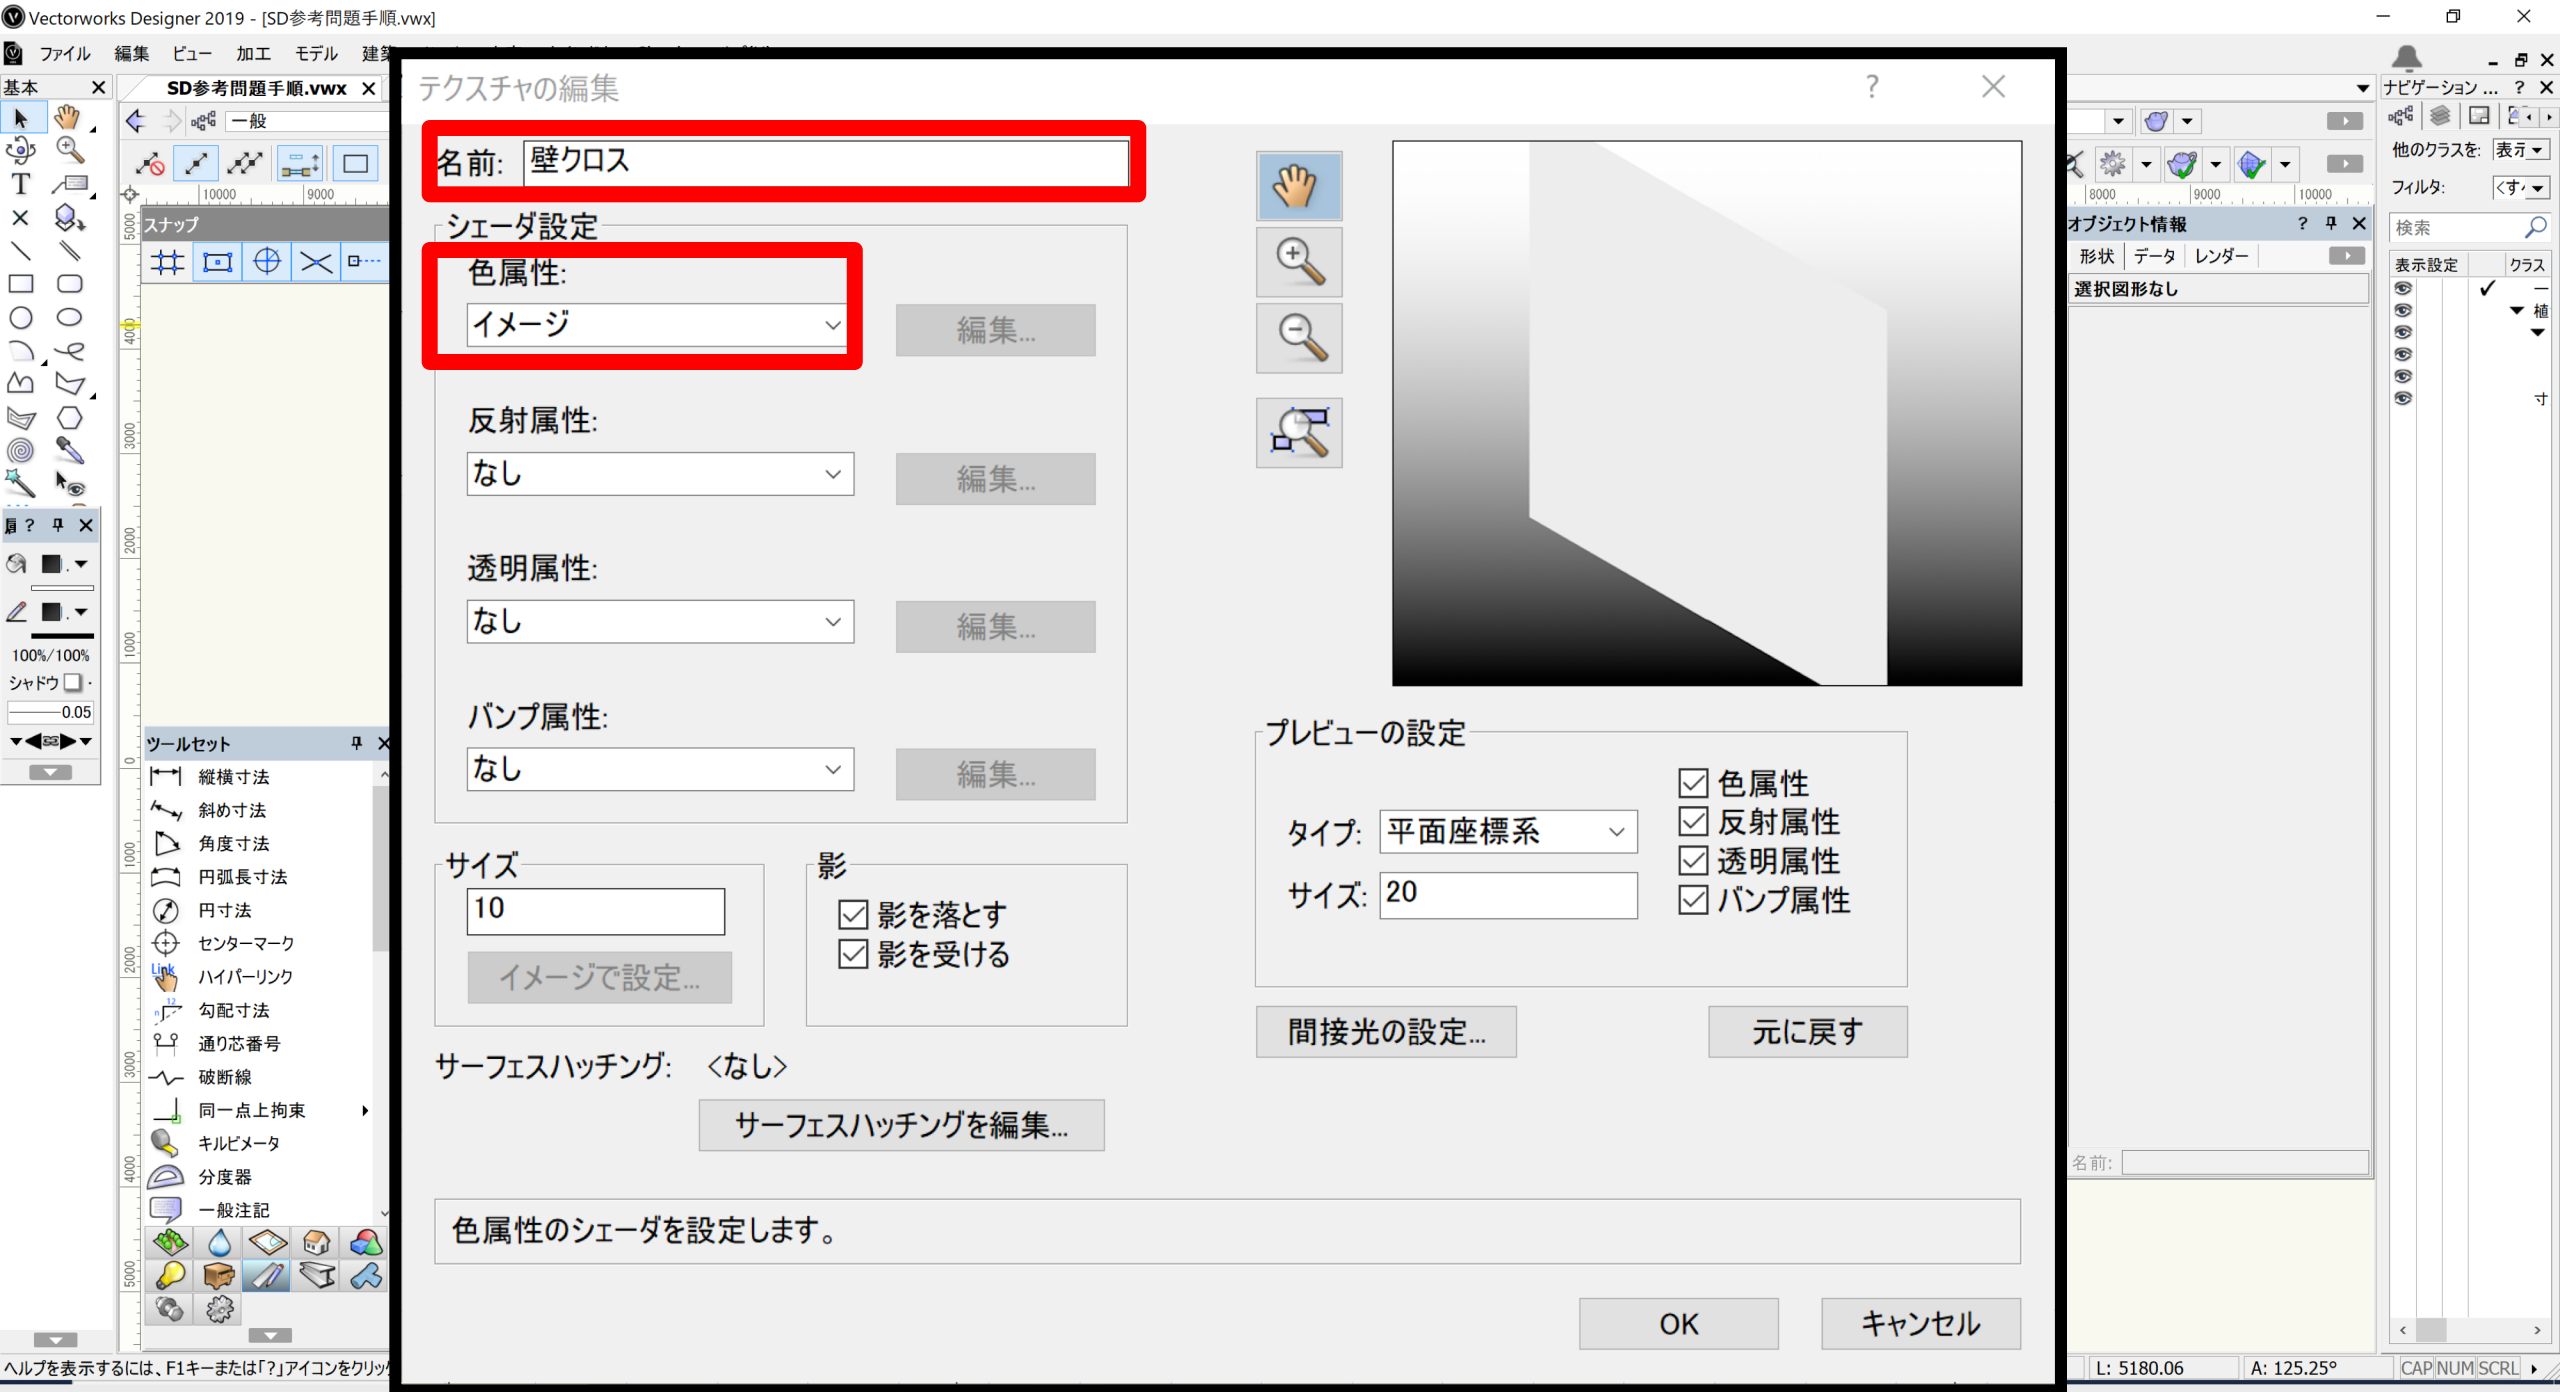 Vectorworks Designer 2019 - [SD参考問題手順.vwx]
ファイル 編集 ビュー 加工 モデル 建築
基本
SD参考問題手順.vwx
一般
10000 9000
スナップ
5000
4000
3000
2000
1000
0
1000
2000
3000
4000
5000
100%/100%
シャドウ
0.05
ツールセット
縦横寸法
斜め寸法
角度寸法
円弧長寸法
円寸法
センターマーク
ハイパーリンク
勾配寸法
通り芯番号
破断線
同一点上拘束
キルビメータ
分度器
一般注記
ヘルプを表示するには、F1キーまたは「?」アイコンをクリッ
テクスチャの編集
名前: 壁クロス
シェーダ設定
色属性:
イメージ 編集...
反射属性:
なし 編集...
透明属性:
なし 編集...
バンプ属性:
なし 編集...
サイズ
10
イメージで設定...
影
影を落とす
影を受ける
サーフェスハッチング: <なし>
サーフェスハッチングを編集...
プレビューの設定
タイプ: 平面座標系
サイズ: 20
色属性
反射属性
透明属性
バンプ属性
間接光の設定... 元に戻す
色属性のシェーダを設定します。
OK キャンセル
8000 9000 10000
オブジェクト情報
形状 データ レンダー
選択図形なし
名前:
ナビゲーション ...
他のクラスを: 表示
フィルタ: <す
検索
表示設定 クラス
一
植
寸
L: 5180.06 A: 125.25° CAP NUM SCRL